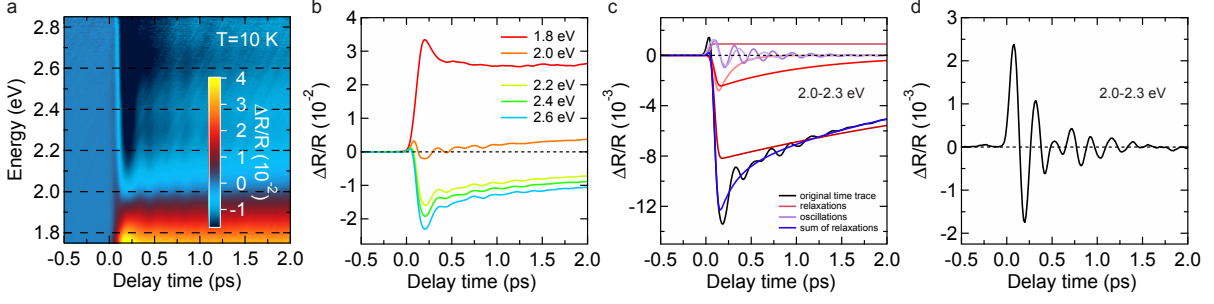 a
T=10 K
Energy (eV)
2.8
2.6
2.4
2.2
2.0
1.8
4
3
2
1
0
-1
ΔR/R (10⁻²)
-0.5 0.0 0.5 1.0 1.5 2.0
Delay time (ps)
b
ΔR/R (10⁻²)
4
3
2
1
0
-1
-2
1.8 eV
2.0 eV
2.2 eV
2.4 eV
2.6 eV
-0.5 0.0 0.5 1.0 1.5 2.0
Delay time (ps)
c
ΔR/R (10⁻³)
0
-4
-8
-12
2.0-2.3 eV
original time trace
relaxations
oscillations
sum of relaxations
-0.5 0.0 0.5 1.0 1.5 2.0
Delay time (ps)
d
ΔR/R (10⁻³)
3
2
1
0
-1
-2
2.0-2.3 eV
-0.5 0.0 0.5 1.0 1.5 2.0
Delay time (ps)